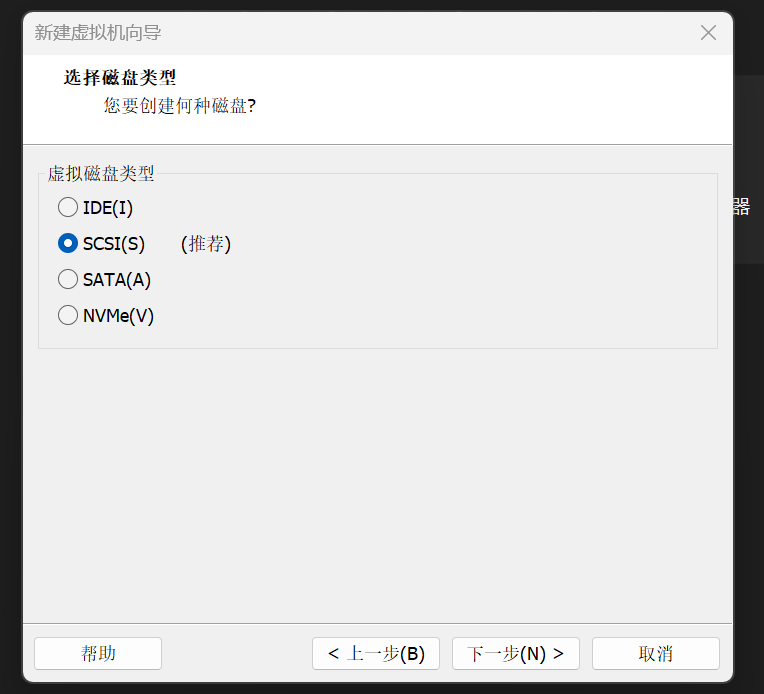 新建虚拟机向导
选择磁盘类型
您要创建何种磁盘?
虚拟磁盘类型
IDE(I)
SCSI(S) (推荐)
SATA(A)
NVMe(V)
器
帮助 < 上一步(B) 下一步(N) > 取消